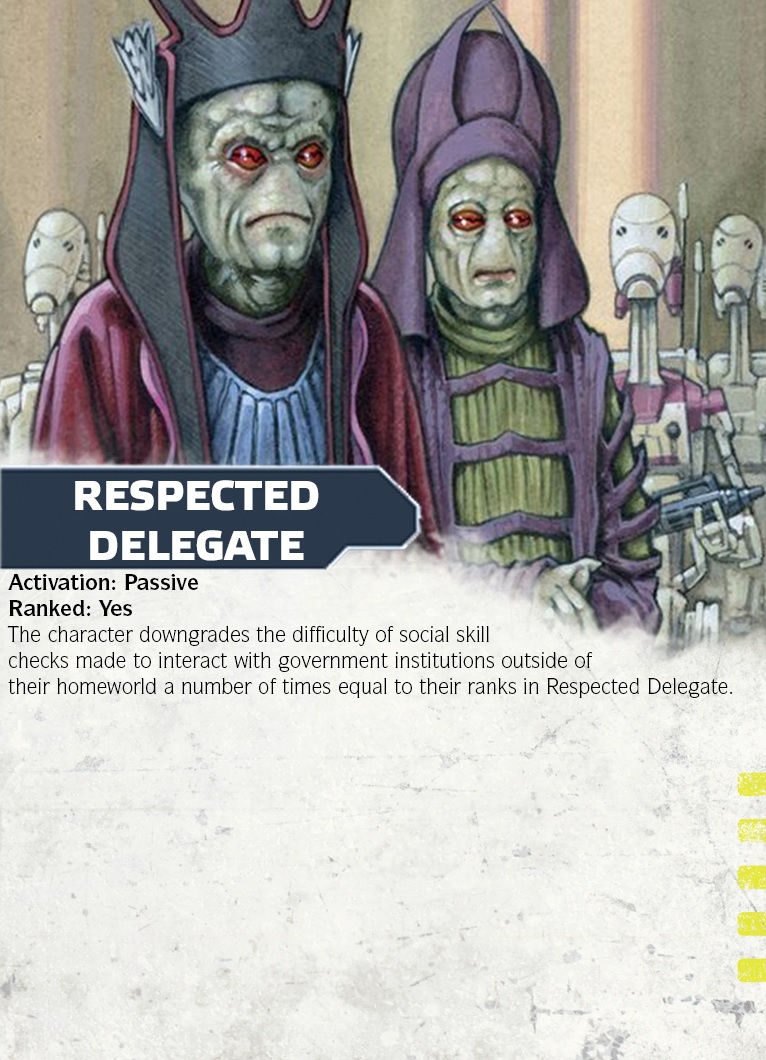 RESPECTED
DELEGATE
Activation: Passive
Ranked: Yes
The character downgrades the difficulty of social skill
checks made to interact with government institutions outside of
their homeworld a number of times equal to their ranks in Respected Delegate.